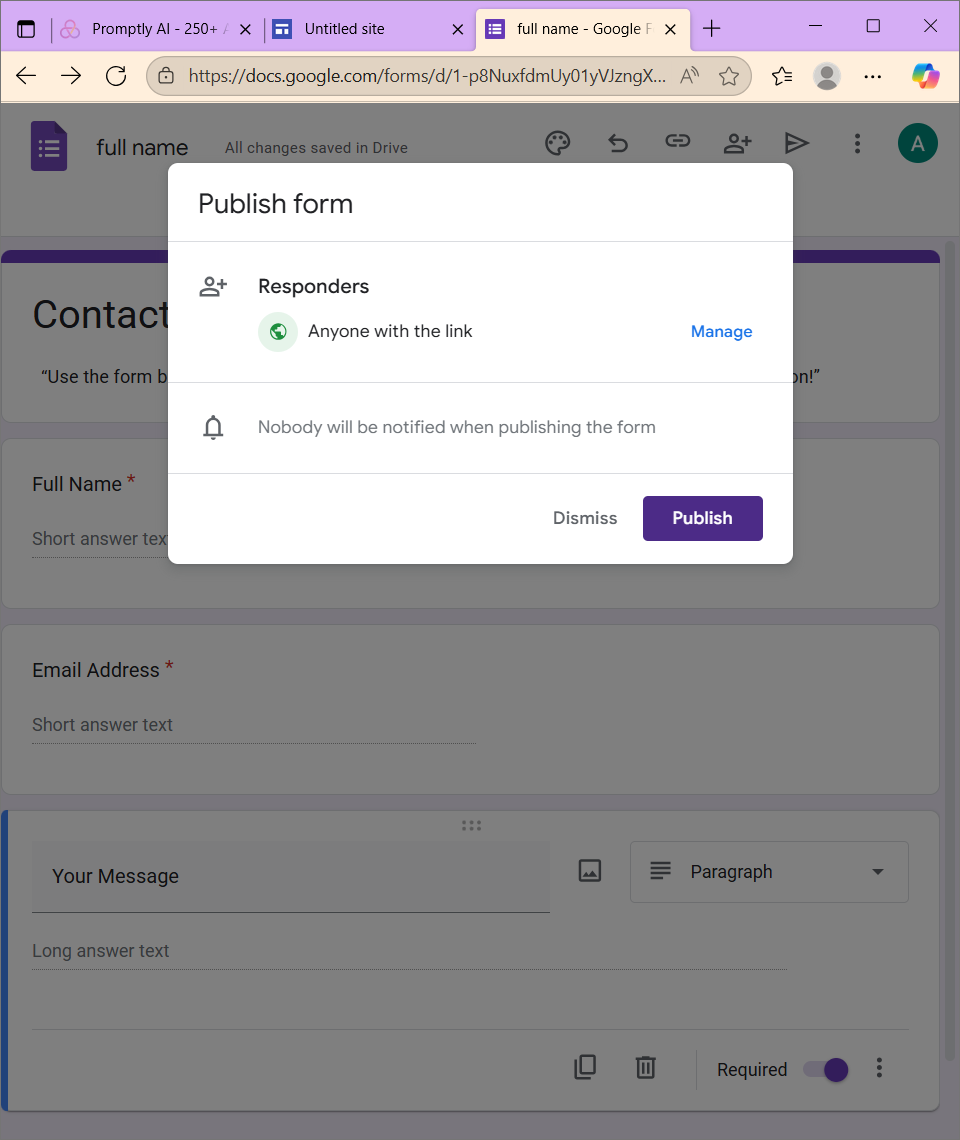 Promptly AI - 250+ A
Untitled site
full name - Google F
https://docs.google.com/forms/d/1-p8NuxfdmUy01yVJzngX...
full name
All changes saved in Drive
A
Publish form
Contact
Responders
Anyone with the link
Manage
“Use the form b
on!”
Nobody will be notified when publishing the form
Full Name *
Dismiss
Publish
Short answer tex
Email Address *
Short answer text
Your Message
Paragraph
Long answer text
Required